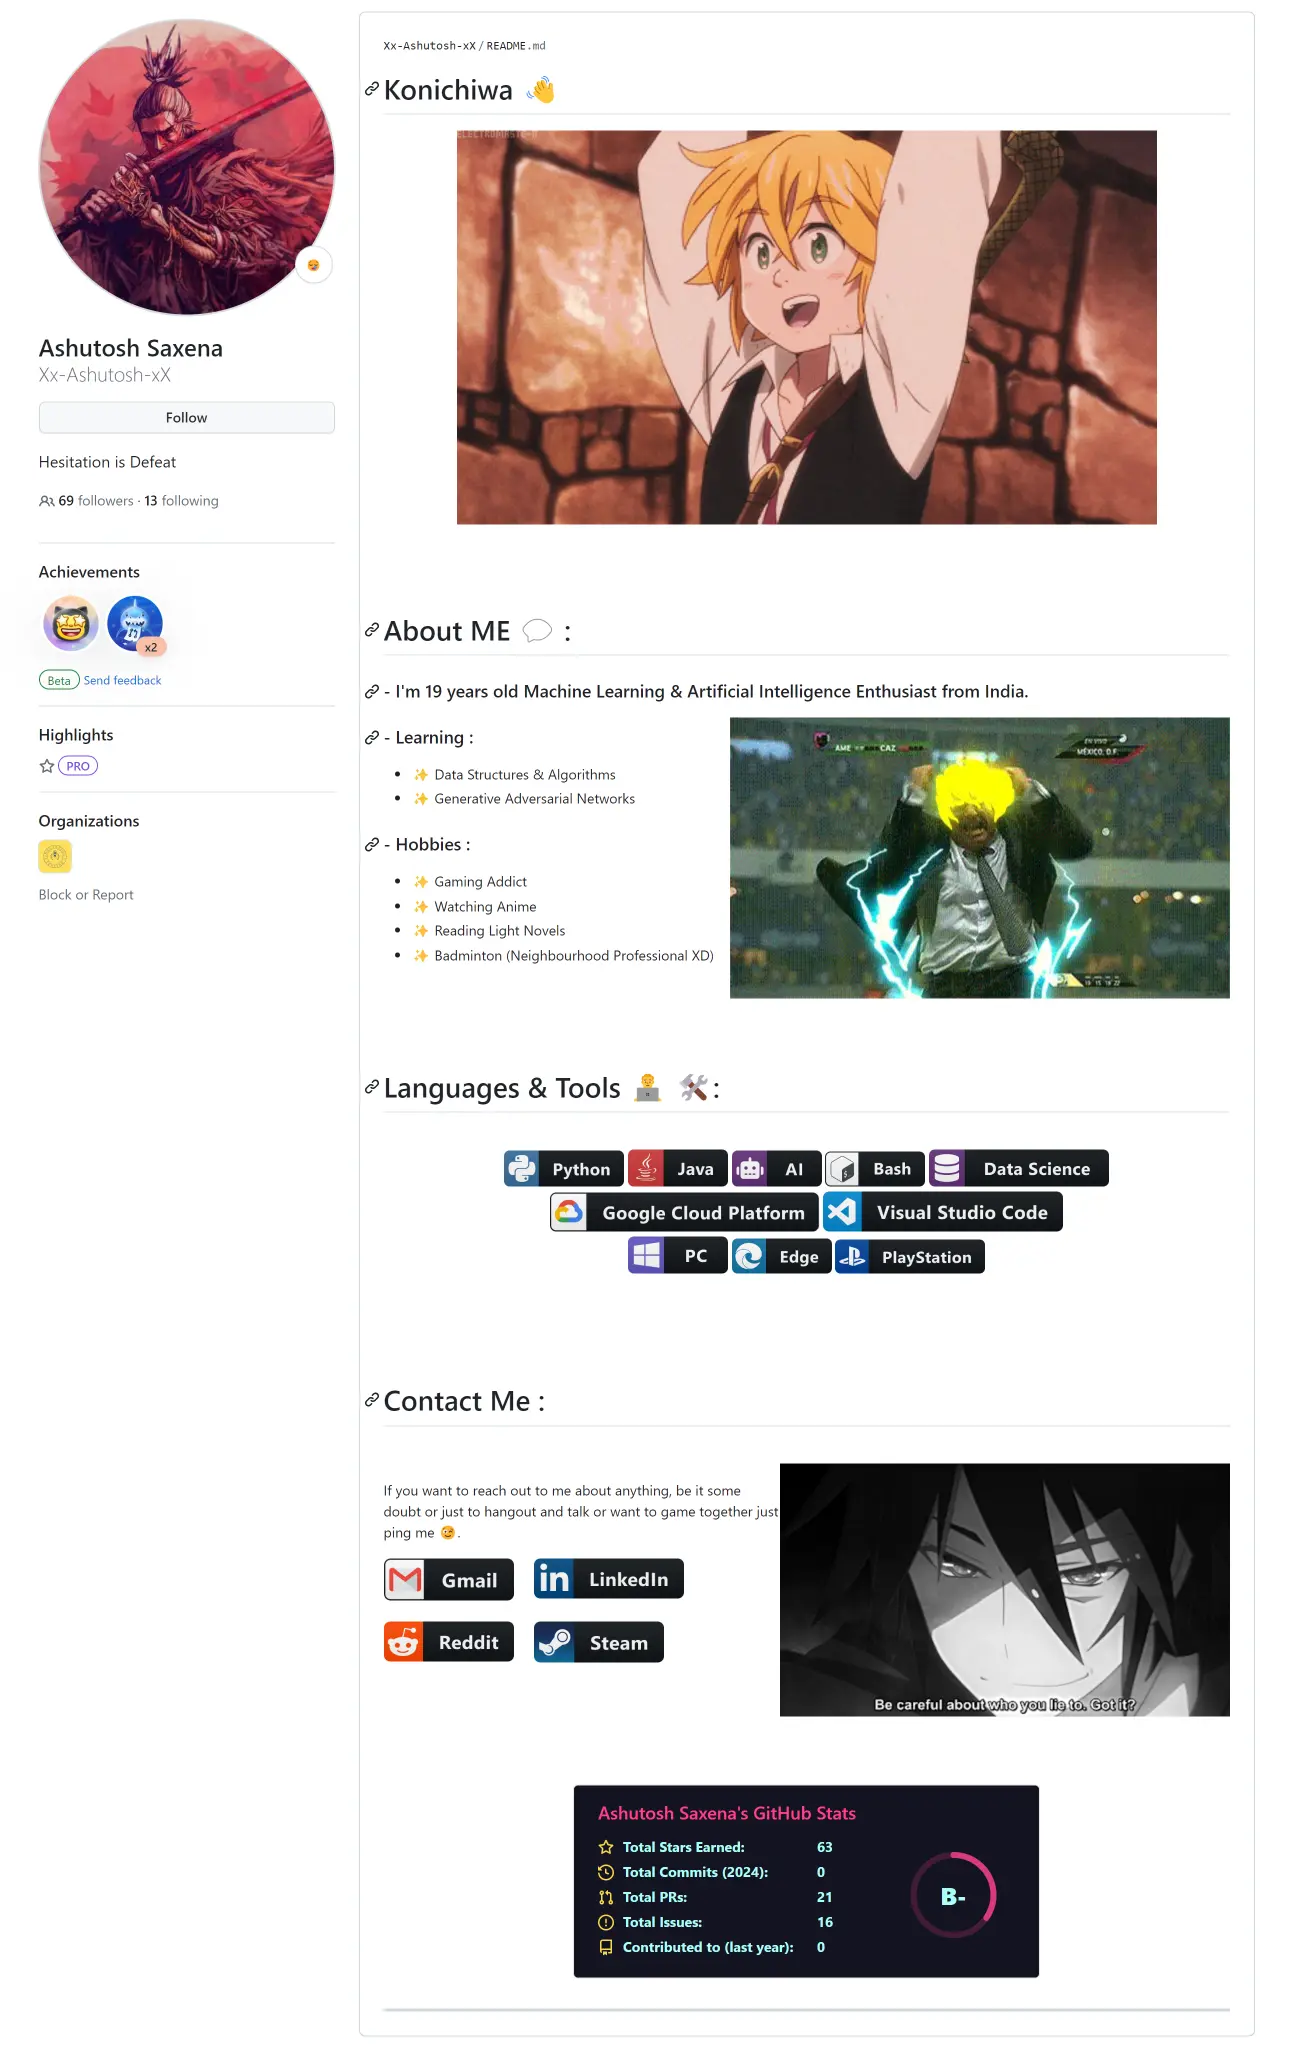 Ashutosh Saxena
Xx-Ashutosh-xX
Follow
Hesitation is Defeat
69 followers · 13 following
Achievements
x2
Beta Send feedback
Highlights
PRO
Organizations
Block or Report
Xx-Ashutosh-xX / README.md
Konichiwa 👋
About ME 💬 :
- I'm 19 years old Machine Learning & Artificial Intelligence Enthusiast from India.
- Learning :
✨ Data Structures & Algorithms
✨ Generative Adversarial Networks
- Hobbies :
✨ Gaming Addict
✨ Watching Anime
✨ Reading Light Novels
✨ Badminton (Neighbourhood Professional XD)
AME CAZ
EN VIVO
MÉXICO, D.F.
Languages & Tools 👨‍💻 🛠️ :
Python Java AI Bash Data Science
Google Cloud Platform Visual Studio Code
PC Edge PlayStation
Contact Me :
If you want to reach out to me about anything, be it some
doubt or just to hangout and talk or want to game together just
ping me 😉 .
Gmail LinkedIn
Reddit Steam
Be careful about who you lie to. Got it?
Ashutosh Saxena's GitHub Stats
Total Stars Earned: 63
Total Commits (2024): 0
Total PRs: 21
Total Issues: 16
Contributed to (last year): 0
B-